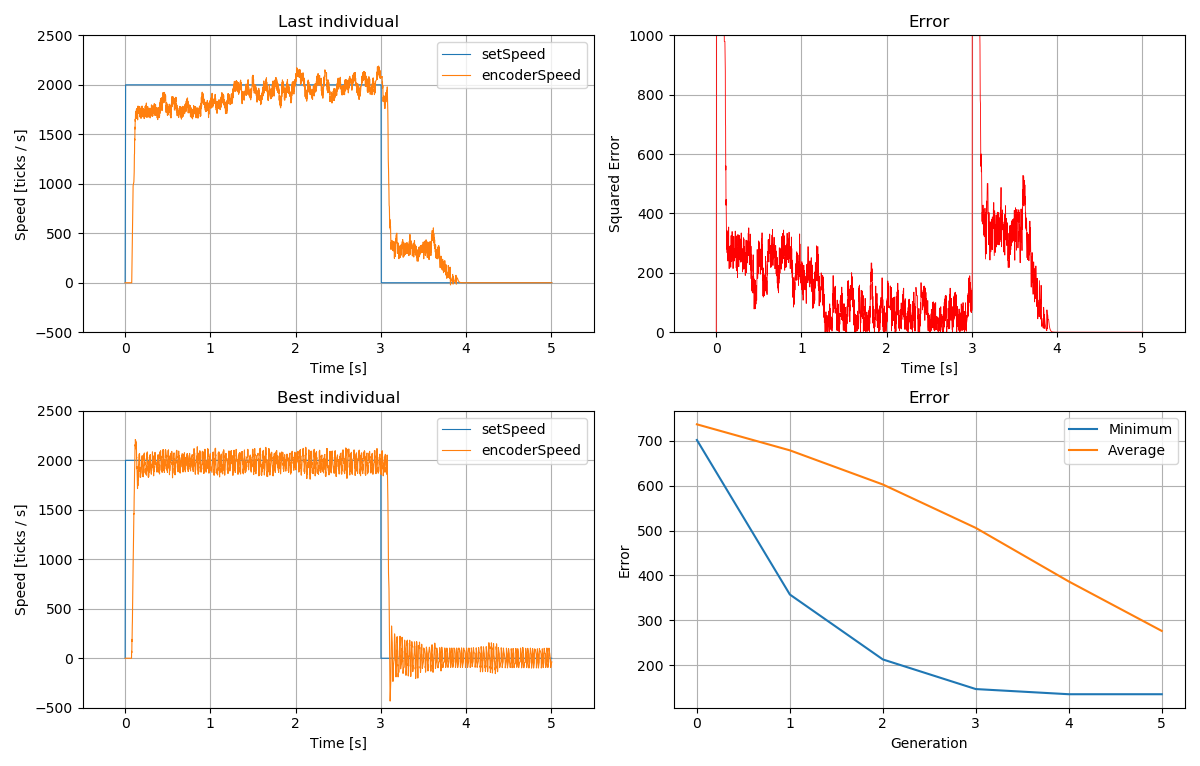 Last individual
2500
2000
1500
1000
500
0
−500
Speed [ticks / s]
setSpeed
encoderSpeed
0 1 2 3 4 5
Time [s]
Error
1000
800
600
400
200
0
Squared Error
0 1 2 3 4 5
Time [s]
Best individual
2500
2000
1500
1000
500
0
−500
Speed [ticks / s]
setSpeed
encoderSpeed
0 1 2 3 4 5
Time [s]
Error
700
600
500
400
300
200
Error
Minimum
Average
0 1 2 3 4 5
Generation